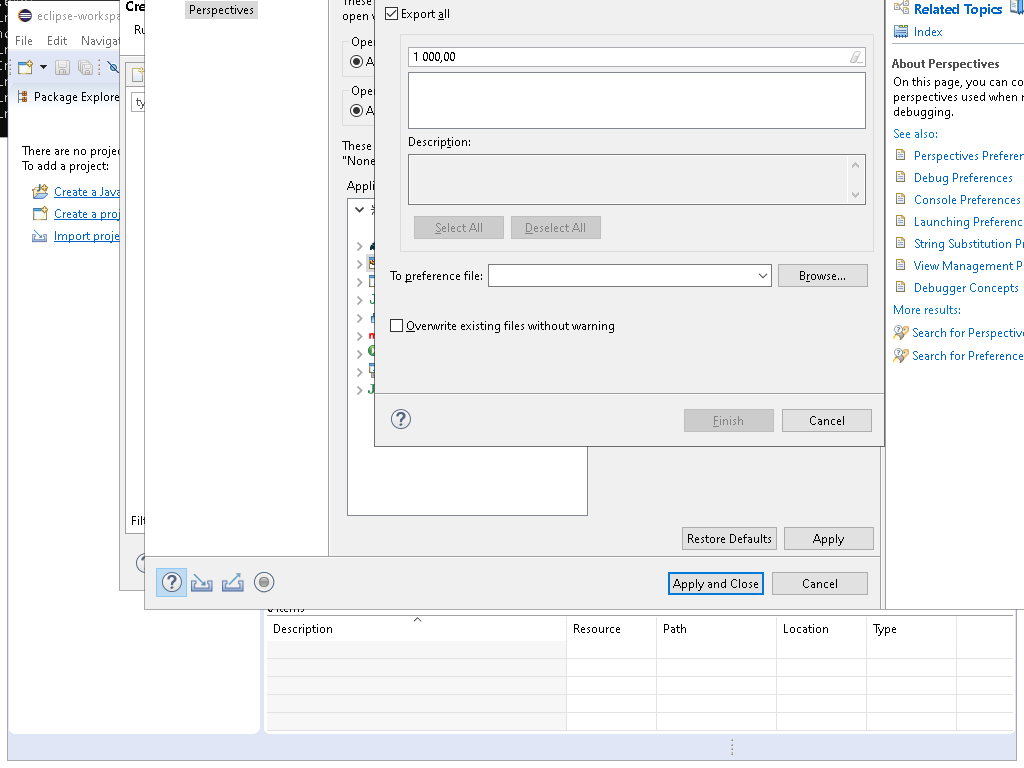 eclipse-workspa
File Edit Navigat
Package Explore
There are no projec
To add a project:
Create a Java
Create a proj
Import proje
Cre
Ru
ty
Filt
Perspectives
These
open v
Open
A
Open
A
These
"None
Appli
Export all
1 000,00
Description:
Select All
Deselect All
To preference file:
Browse...
Overwrite existing files without warning
Finish
Cancel
Restore Defaults
Apply
Apply and Close
Cancel
Related Topics
Index
About Perspectives
On this page, you can co
perspectives used when r
debugging.
See also:
Perspectives Preferen
Debug Preferences
Console Preferences
Launching Preferenc
String Substitution Pr
View Management P
Debugger Concepts
More results:
Search for Perspective
Search for Preference
0 items
Description Resource Path Location Type